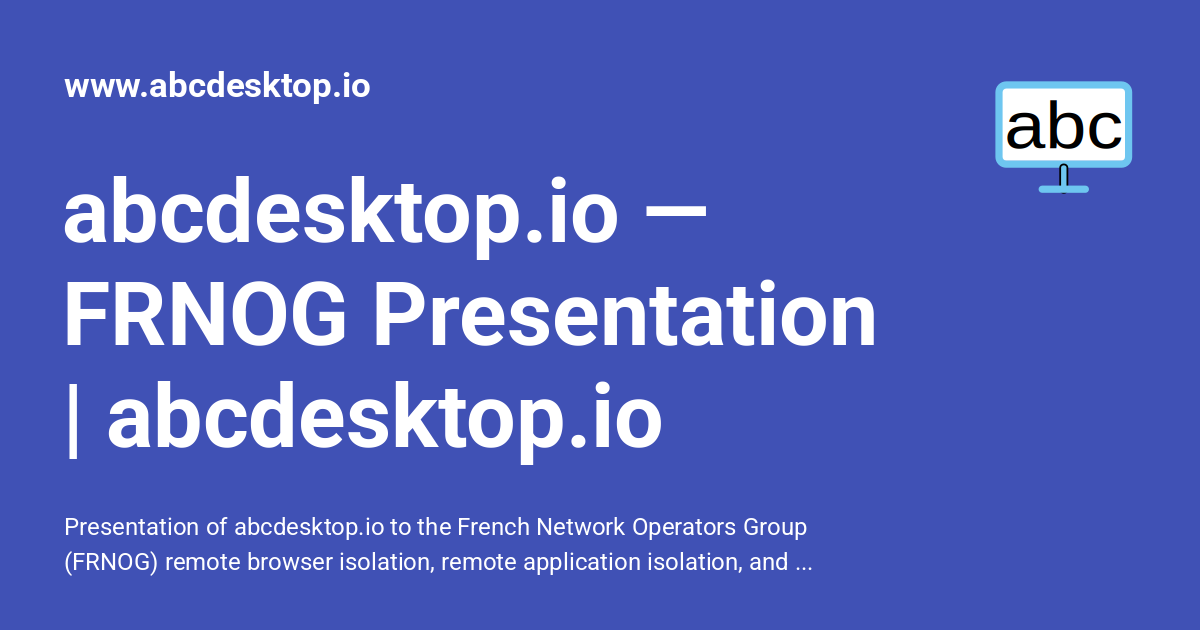 www.abcdesktop.io
abc
abcdesktop.io —
FRNOG Presentation
| abcdesktop.io
Presentation of abcdesktop.io to the French Network Operators Group
(FRNOG) remote browser isolation, remote application isolation, and ...